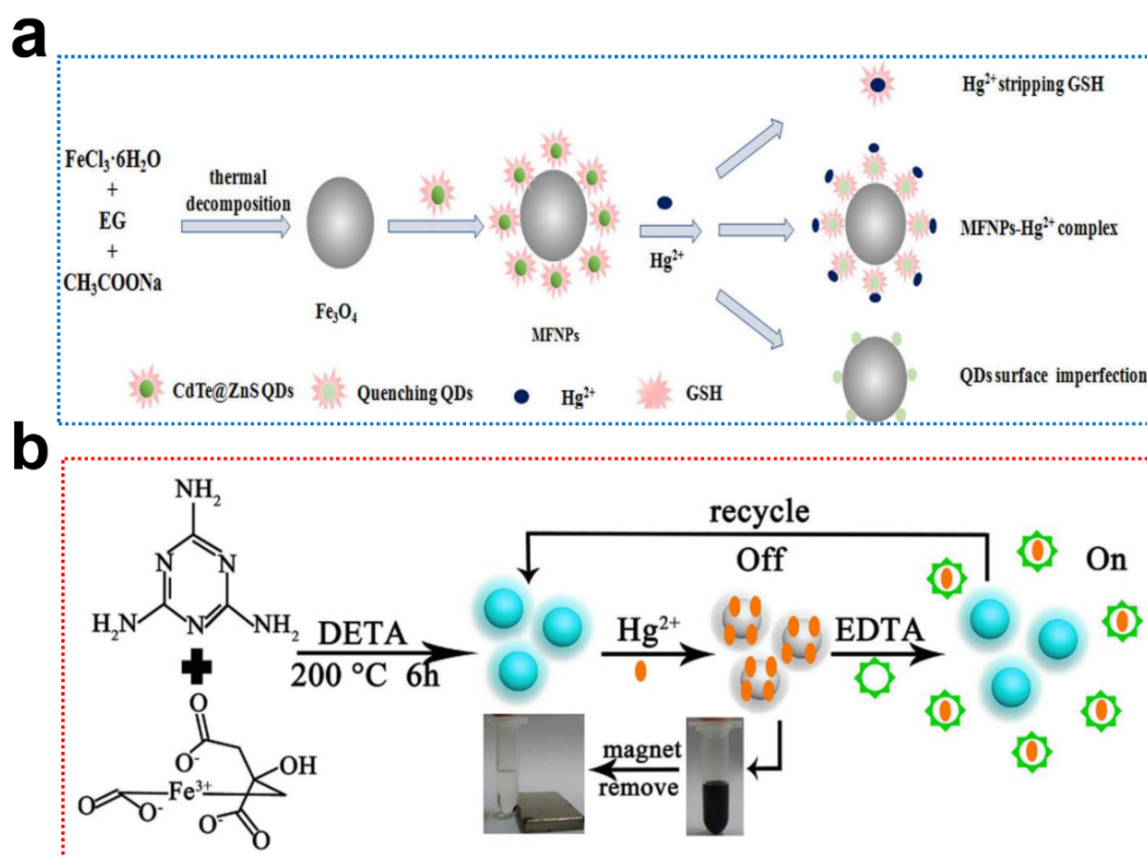 a
FeCl₃·6H₂O
+
EG
+
CH₃COONa
thermal
decomposition
Fe₃O₄
MFNPs
Hg²⁺
Hg²⁺ stripping GSH
MFNPs-Hg²⁺ complex
QDs surface imperfection
CdTe@ZnS QDs
Quenching QDs
Hg²⁺
GSH
b
NH₂
N
N
H₂N
N
NH₂
O
O⁻
OH
Fe³⁺
O
O⁻
O⁻
O
DETA
200 °C 6h
recycle
Hg²⁺
Off
EDTA
On
magnet
remove